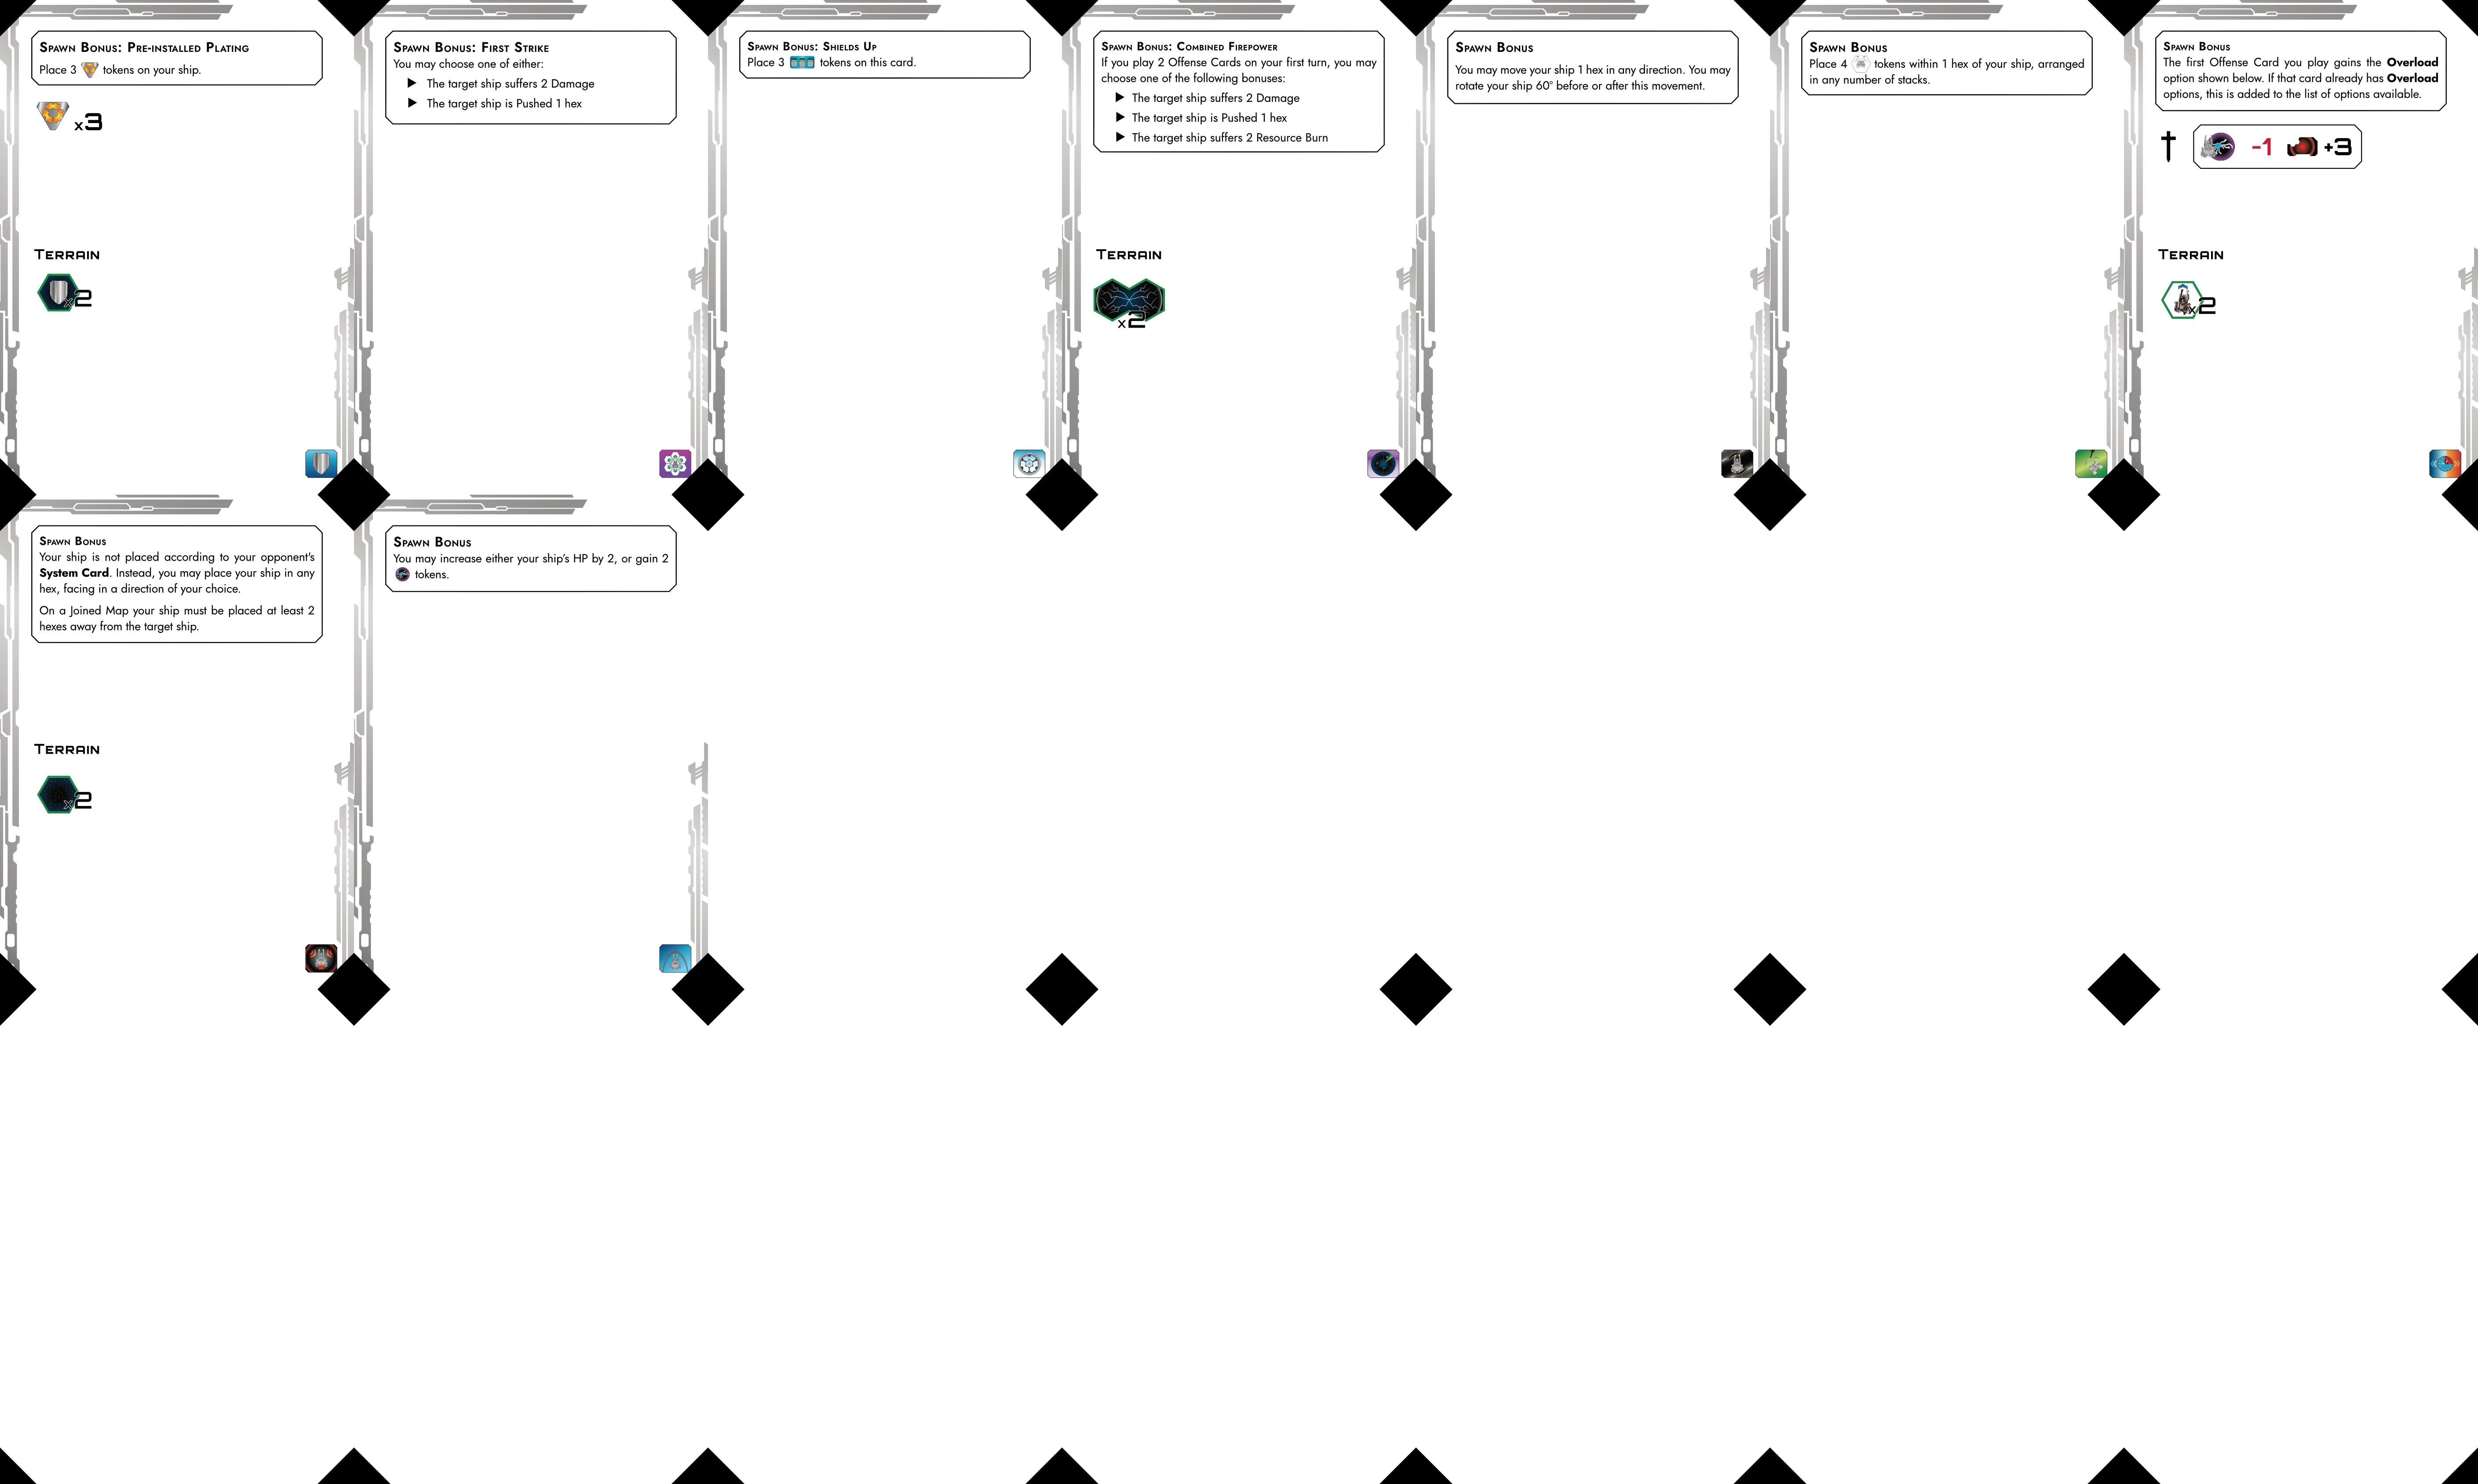 Spawn Bonus: Pre-installed Plating
Place 3 tokens on your ship.
x3
Terrain
x2
Spawn Bonus: First Strike
You may choose one of either:
The target ship suffers 2 Damage
The target ship is Pushed 1 hex
Spawn Bonus: Shields Up
Place 3 tokens on this card.
Spawn Bonus: Combined Firepower
If you play 2 Offense Cards on your first turn, you may
choose one of the following bonuses:
The target ship suffers 2 Damage
The target ship is Pushed 1 hex
The target ship suffers 2 Resource Burn
Terrain
x2
Spawn Bonus
You may move your ship 1 hex in any direction. You may
rotate your ship 60° before or after this movement.
Spawn Bonus
Place 4 tokens within 1 hex of your ship, arranged
in any number of stacks.
Spawn Bonus
The first Offense Card you play gains the Overload
option shown below. If that card already has Overload
options, this is added to the list of options available.
-1 +3
Terrain
x2
Spawn Bonus
Your ship is not placed according to your opponent's
System Card. Instead, you may place your ship in any
hex, facing in a direction of your choice.
On a Joined Map your ship must be placed at least 2
hexes away from the target ship.
Terrain
x2
Spawn Bonus
You may increase either your ship's HP by 2, or gain 2
tokens.